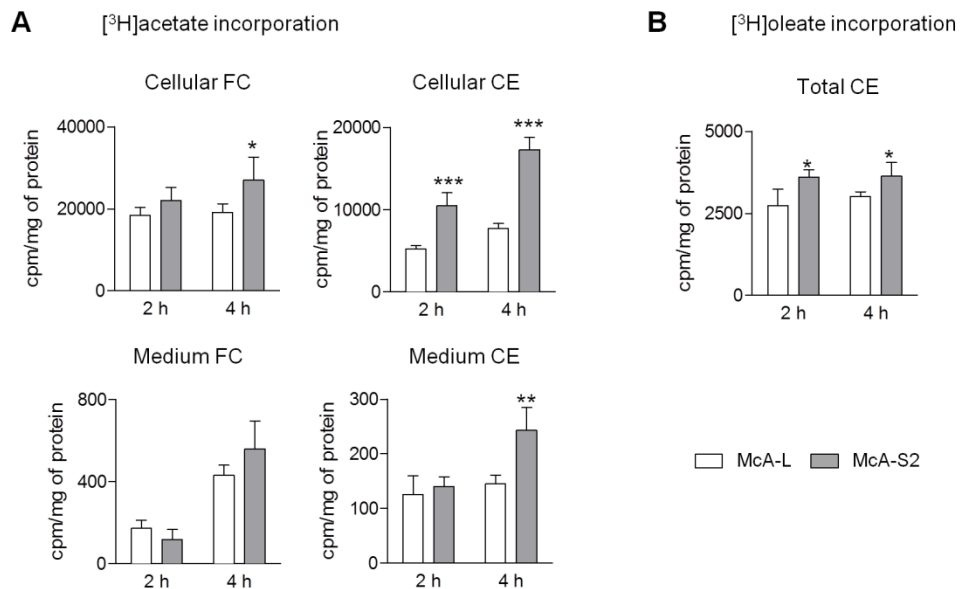 A [³H]acetate incorporation
B [³H]oleate incorporation
Cellular FC
cpm/mg of protein
40000
20000
0
*
2 h 4 h
Cellular CE
cpm/mg of protein
20000
10000
0
*** ***
2 h 4 h
Total CE
cpm/mg of protein
5000
2500
0
* *
2 h 4 h
Medium FC
cpm/mg of protein
800
400
0
2 h 4 h
Medium CE
cpm/mg of protein
300
200
100
0
**
2 h 4 h
McA-L McA-S2